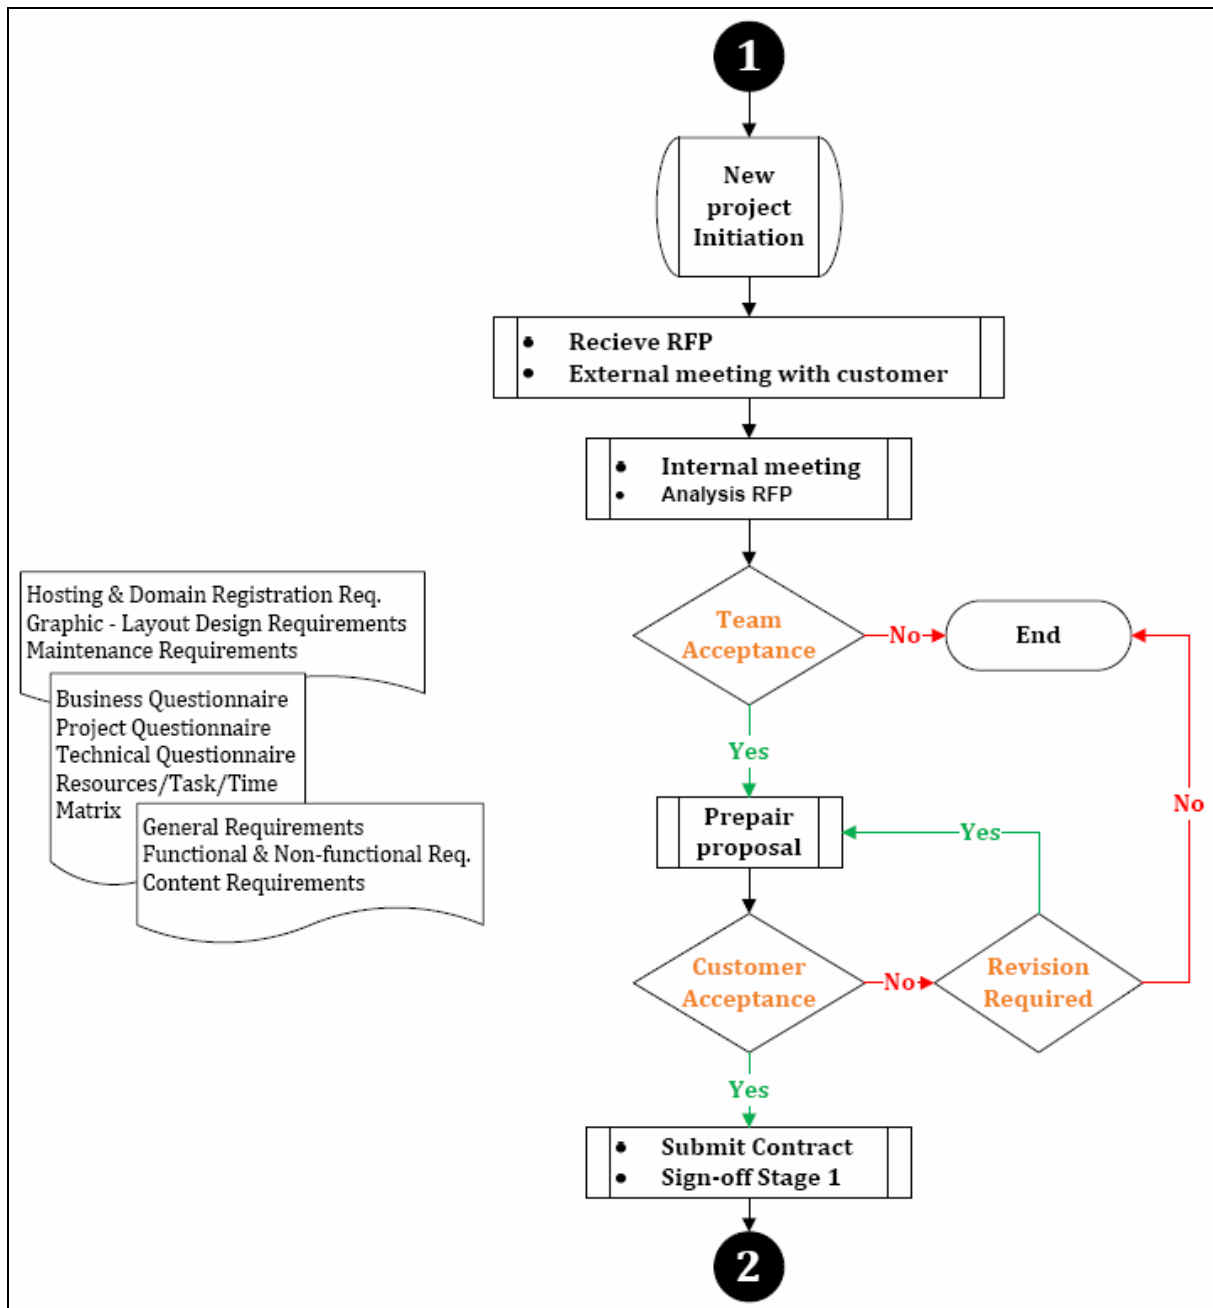 1
New
project
Initiation
• Recieve RFP
• External meeting with customer
• Internal meeting
• Analysis RFP
Hosting & Domain Registration Req.
Graphic - Layout Design Requirements
Maintenance Requirements
Business Questionnaire
Project Questionnaire
Technical Questionnaire
Resources/Task/Time
Matrix
General Requirements
Functional & Non-functional Req.
Content Requirements
Team
Acceptance
No
End
Yes
No
Prepair
proposal
Yes
Customer
Acceptance
No
Revision
Required
Yes
• Submit Contract
• Sign-off Stage 1
2